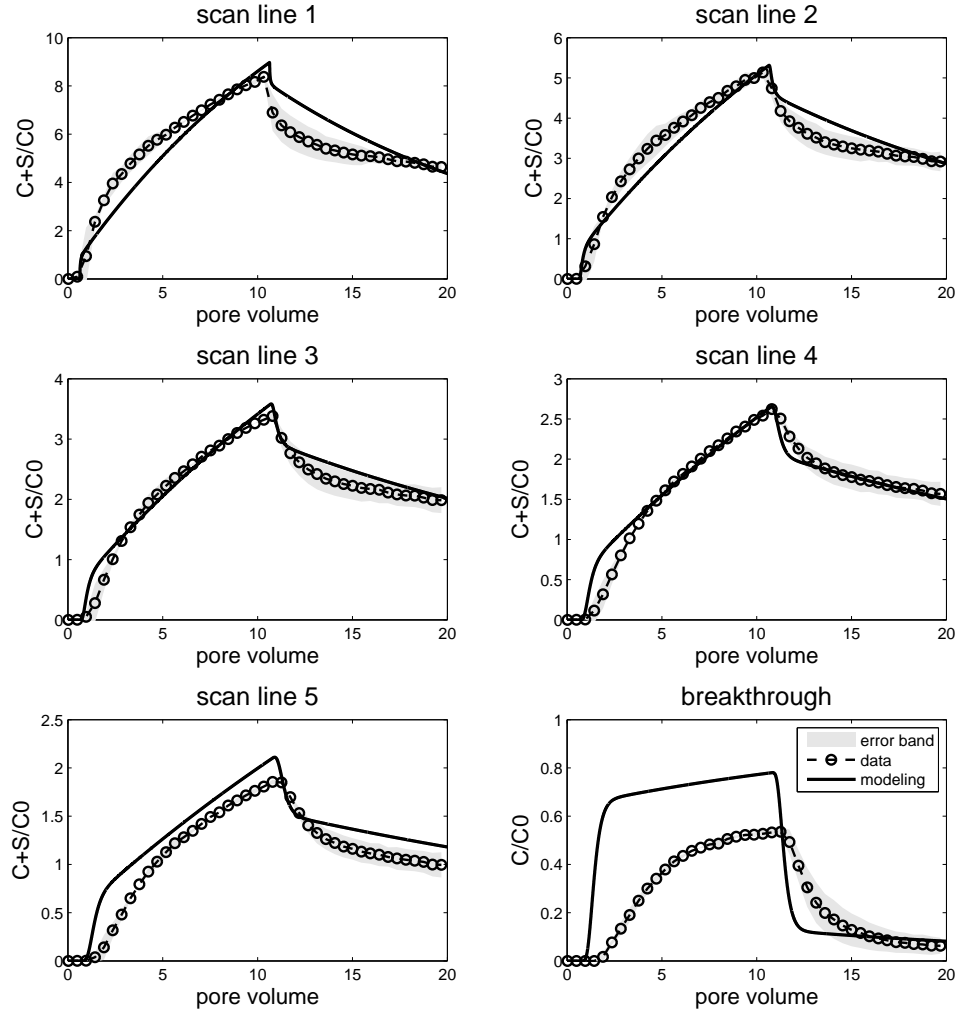 scan line 1
10
8
6
4
2
0
C+S/C0
0 5 10 15 20
pore volume
scan line 2
6
5
4
3
2
1
0
C+S/C0
0 5 10 15 20
pore volume
scan line 3
4
3
2
1
0
C+S/C0
0 5 10 15 20
pore volume
scan line 4
3
2.5
2
1.5
1
0.5
0
C+S/C0
0 5 10 15 20
pore volume
scan line 5
2.5
2
1.5
1
0.5
0
C+S/C0
0 5 10 15 20
pore volume
breakthrough
1
0.8
0.6
0.4
0.2
0
C/C0
error band
data
modeling
0 5 10 15 20
pore volume